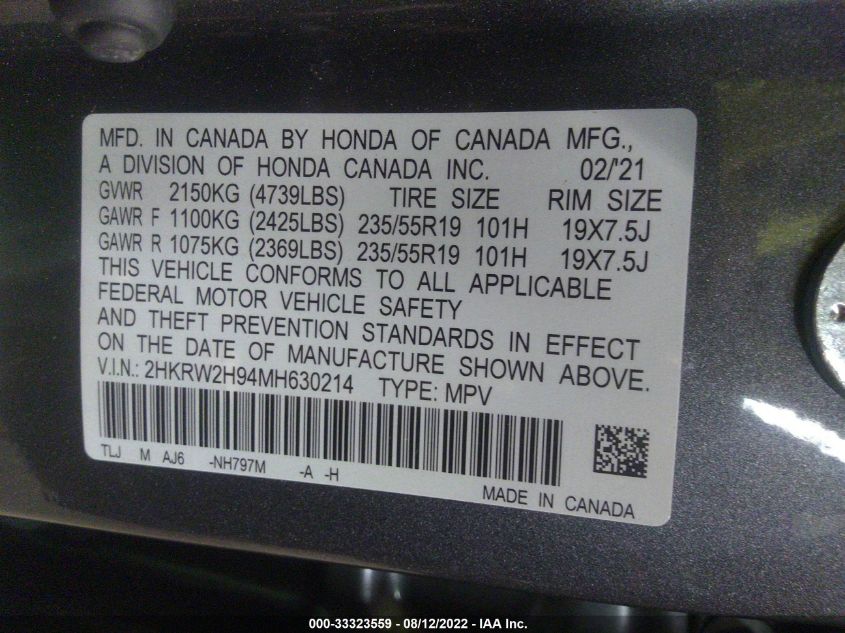 MFD. IN CANADA BY HONDA OF CANADA MFG.,
A DIVISION OF HONDA CANADA INC. 02/'21
GVWR 2150KG (4739LBS) TIRE SIZE RIM SIZE
GAWR F 1100KG (2425LBS) 235/55R19 101H 19X7.5J
GAWR R 1075KG (2369LBS) 235/55R19 101H 19X7.5J
THIS VEHICLE CONFORMS TO ALL APPLICABLE
FEDERAL MOTOR VEHICLE SAFETY
AND THEFT PREVENTION STANDARDS IN EFFECT
ON THE DATE OF MANUFACTURE SHOWN ABOVE.
V.I.N.: 2HKRW2H94MH630214 TYPE: MPV
TLJ M AJ6 -NH797M -A -H
MADE IN CANADA
000-33323559 - 08/12/2022 - IAA Inc.